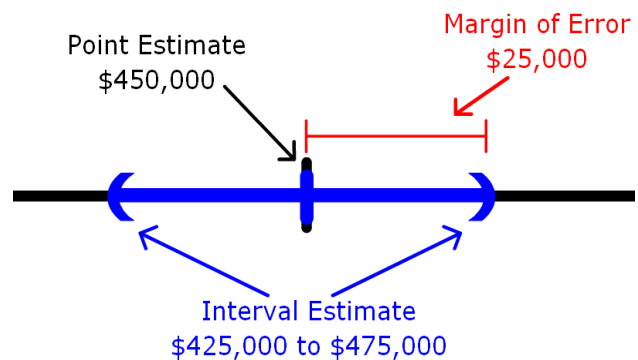 Point Estimate
$450,000
Margin of Error
$25,000
Interval Estimate
$425,000 to $475,000